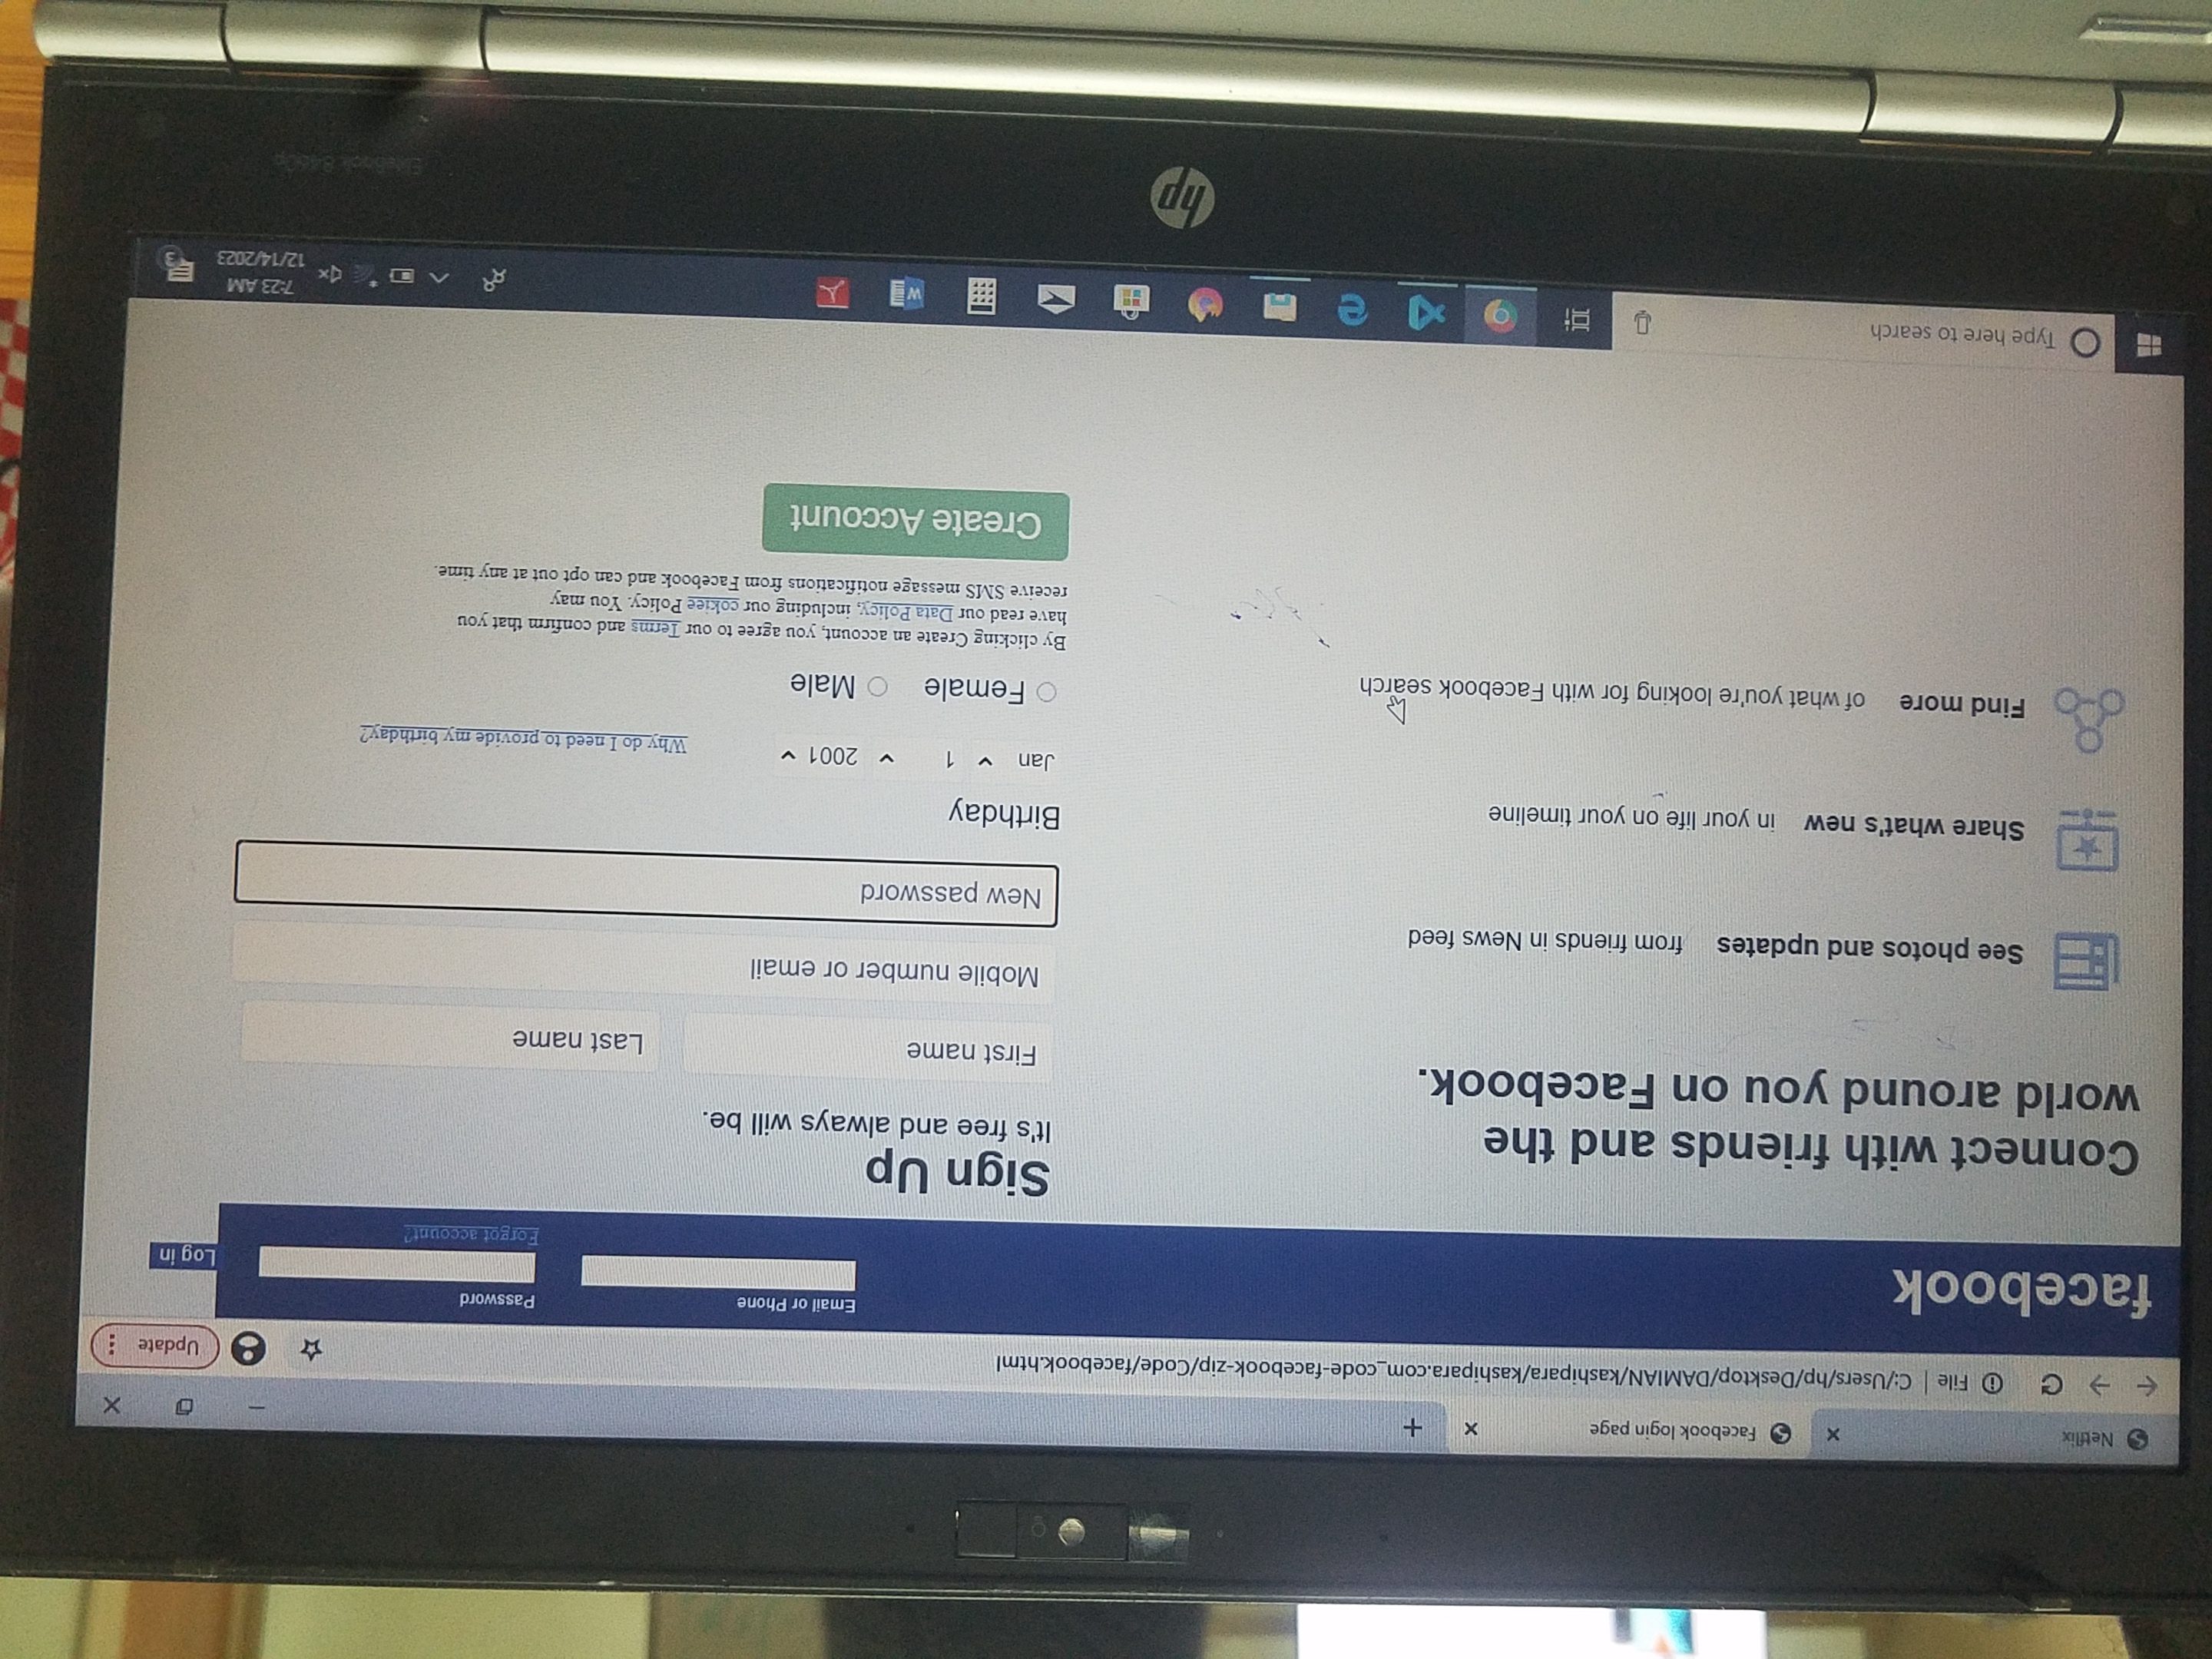 Netflix
Facebook login page
File
C:/Users/hp/Desktop/DAMIAN/kashipara/kashipara.com_code-facebook-zip/Code/facebook.html
Update
facebook
Email or Phone
Password
Log in
Forgot account?
Connect with friends and the
world around you on Facebook.
See photos and updates from friends in News feed
Share what's new in your life on your timeline
Find more of what you're looking for with Facebook search
Sign Up
It's free and always will be.
First name
Last name
Mobile number or email
New password
Birthday
Jan 1 2001
Why do I need to provide my birthday?
Female Male
By clicking Create an account, you agree to our Terms and confirm that you
have read our Data Policy, including our cokiee Policy. You may
receive SMS message notifications from Facebook and can opt out at any time.
Create Account
Type here to search
7:23 AM
12/14/2023
3
hp
EliteBook 8460p